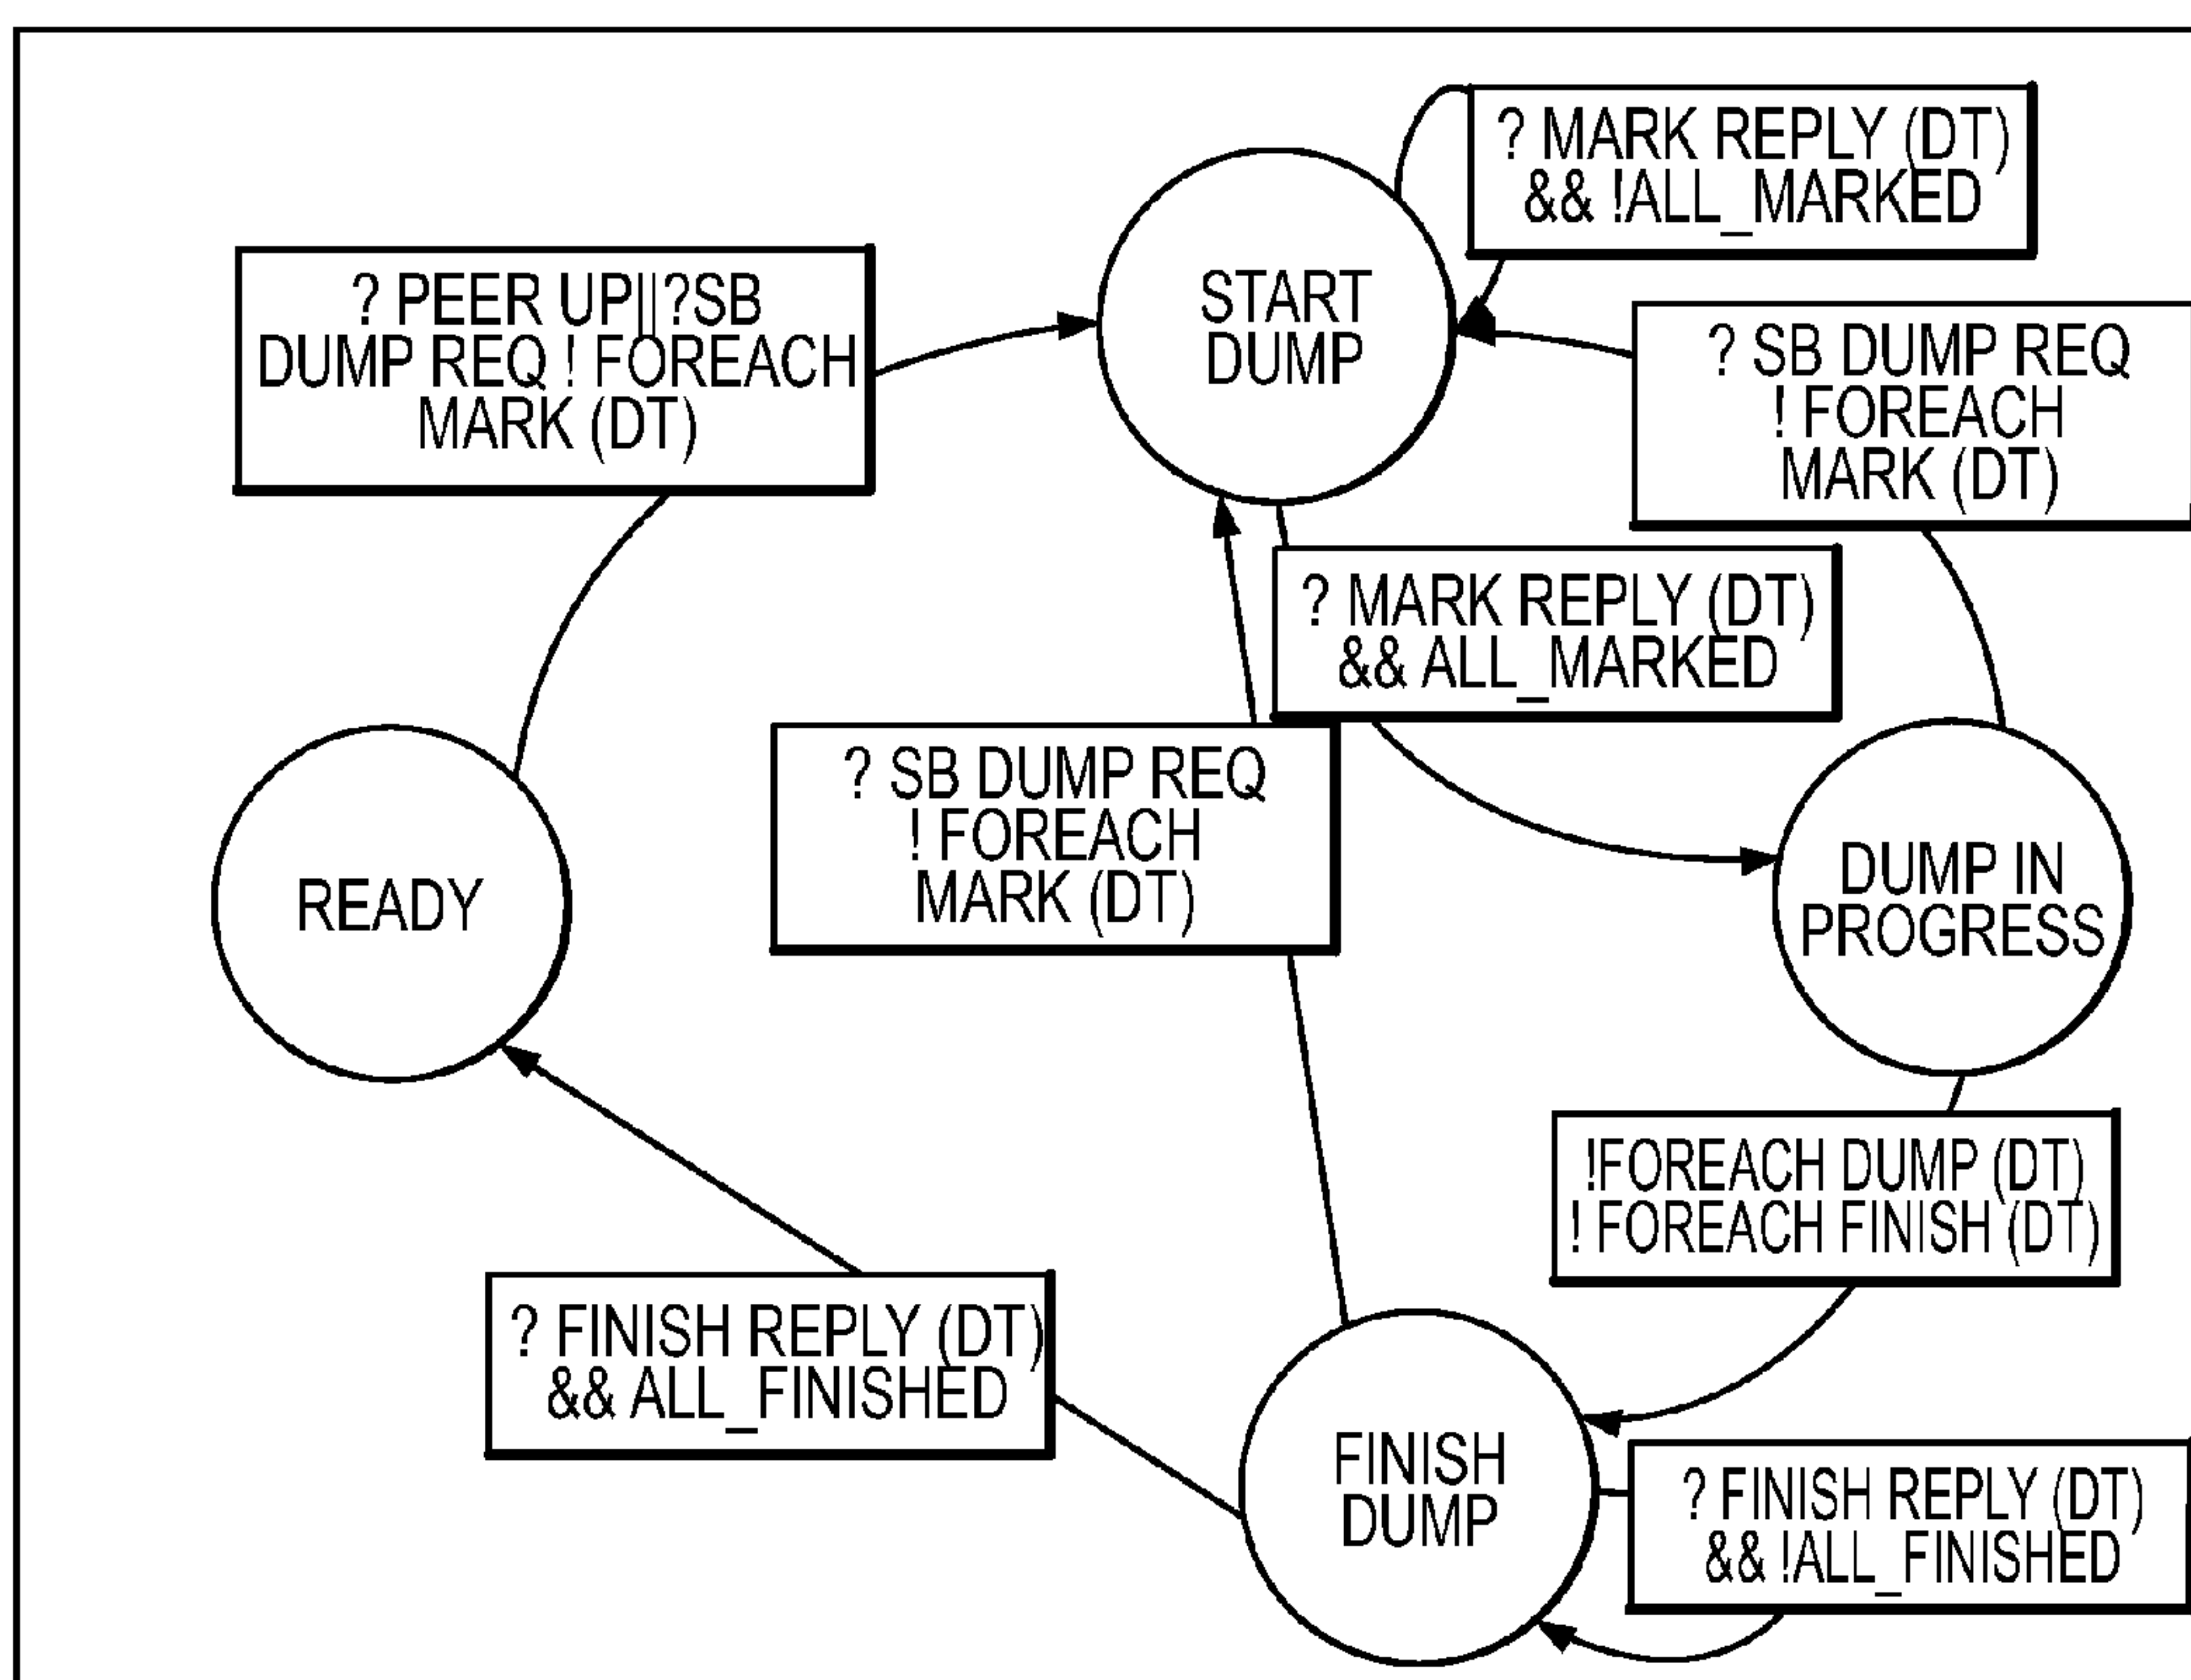 ? MARK REPLY (DT)
&& !ALL_MARKED
? PEER UP||?SB
DUMP REQ ! FOREACH
MARK (DT)
START
DUMP
? SB DUMP REQ
! FOREACH
MARK (DT)
? MARK REPLY (DT)
&& ALL_MARKED
? SB DUMP REQ
! FOREACH
MARK (DT)
READY
DUMP IN
PROGRESS
!FOREACH DUMP (DT)
! FOREACH FINISH (DT)
? FINISH REPLY (DT)
&& ALL_FINISHED
FINISH
DUMP
? FINISH REPLY (DT)
&& !ALL_FINISHED